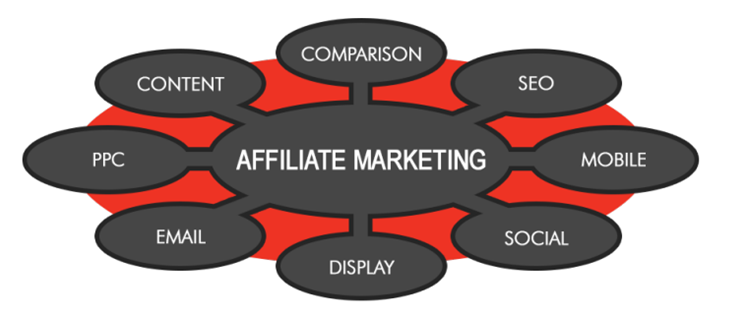 COMPARISON
CONTENT
SEO
PPC
AFFILIATE MARKETING
MOBILE
EMAIL
SOCIAL
DISPLAY